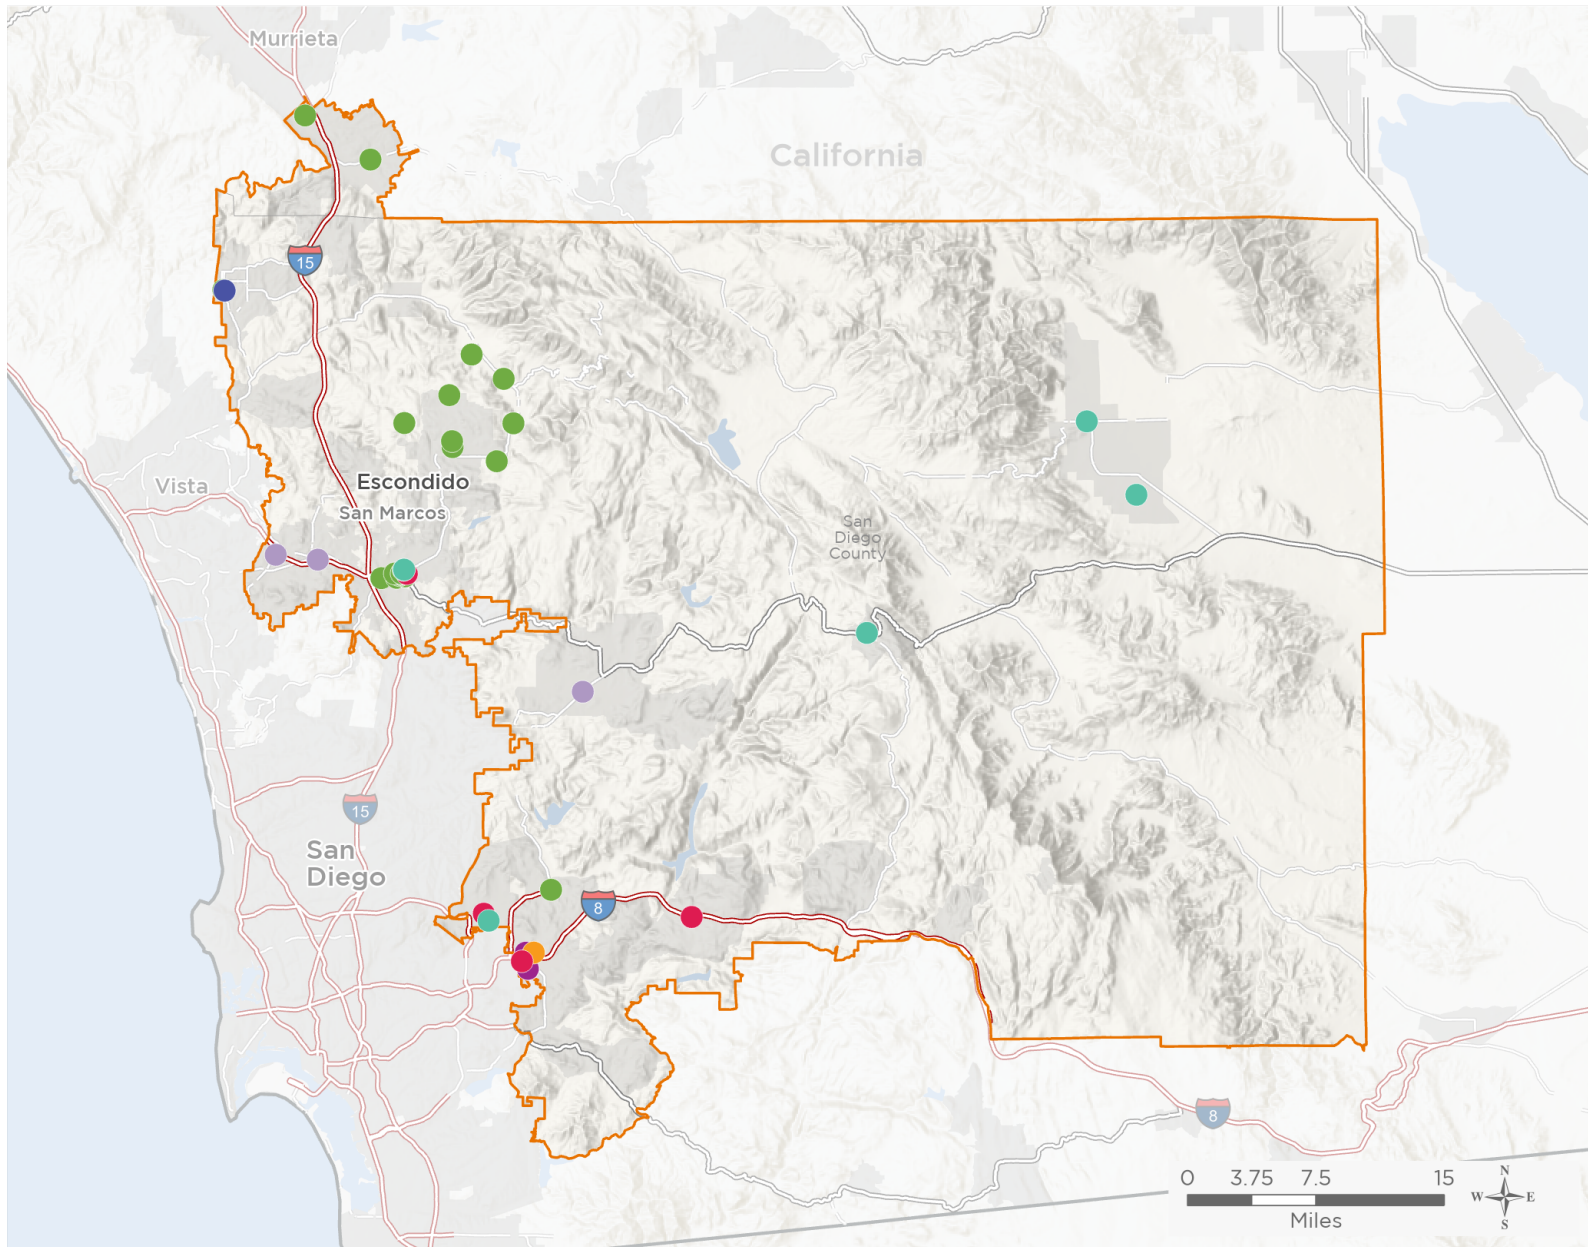 Murrieta
California
15
Escondido
Vista
San Marcos
San
Diego
County
15
San
Diego
8
8
0 3.75 7.5 15
Miles
N
W E
S